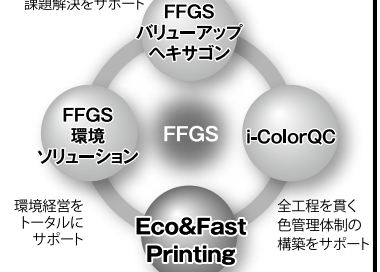 課題解決をサポート
FFGS
バリューアップ
ヘキサゴン
FFGS
環境
ソリューション
FFGS
i-ColorQC
環境経営を
トータルに
サポート
Eco&Fast
Printing
全工程を貫く
色管理体制の
構築をサポート